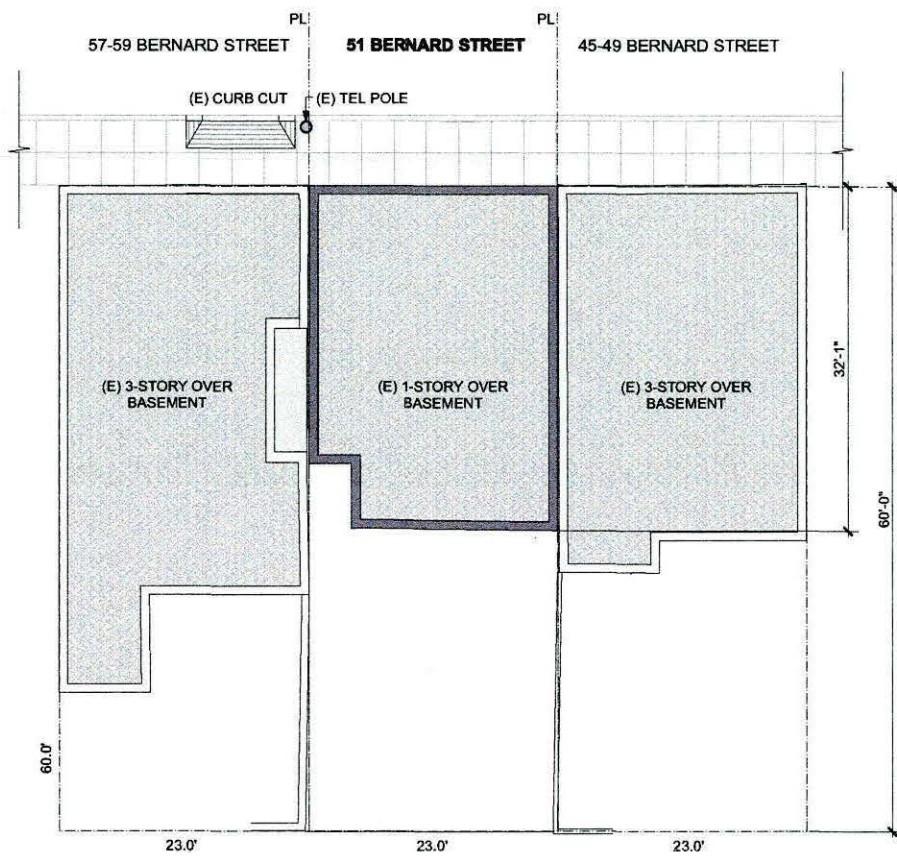 PL
PL
57-59 BERNARD STREET
51 BERNARD STREET
45-49 BERNARD STREET
(E) CURB CUT
(E) TEL POLE
(E) 3-STORY OVER
BASEMENT
(E) 1-STORY OVER
BASEMENT
(E) 3-STORY OVER
BASEMENT
32'-1"
60'-0"
60.0'
23.0'
23.0'
23.0'